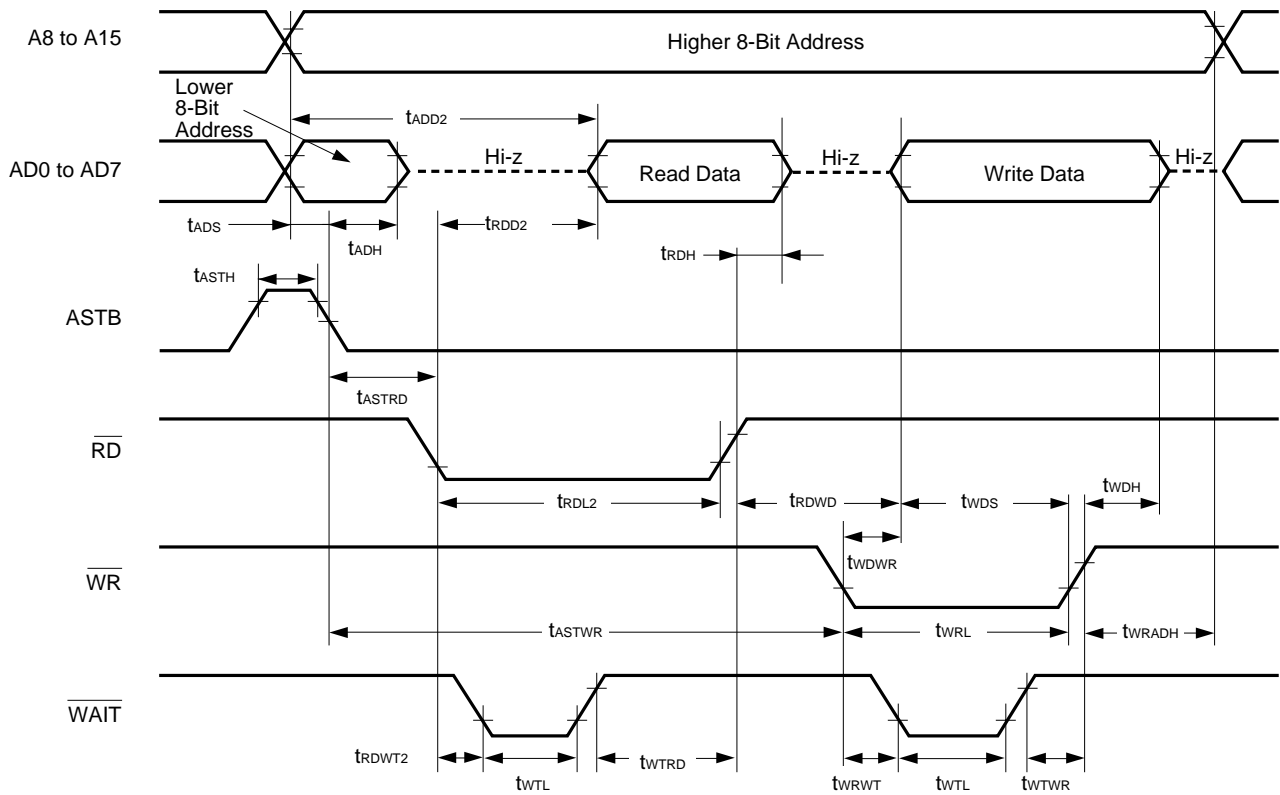 A8 to A15
Higher 8-Bit Address
Lower
8-Bit
Address
tADD2
AD0 to AD7
Hi-z
Read Data
Hi-z
Write Data
Hi-z
tADS
tADH
tRDD2
tRDH
tASTH
ASTB
tASTRD
RD
tRDL2
tRDWD
tWDS
tWDH
WR
tWDWR
tASTWR
tWRL
tWRADH
WAIT
tRDWT2
tWTL
tWTRD
tWRWT
tWTL
tWTWR